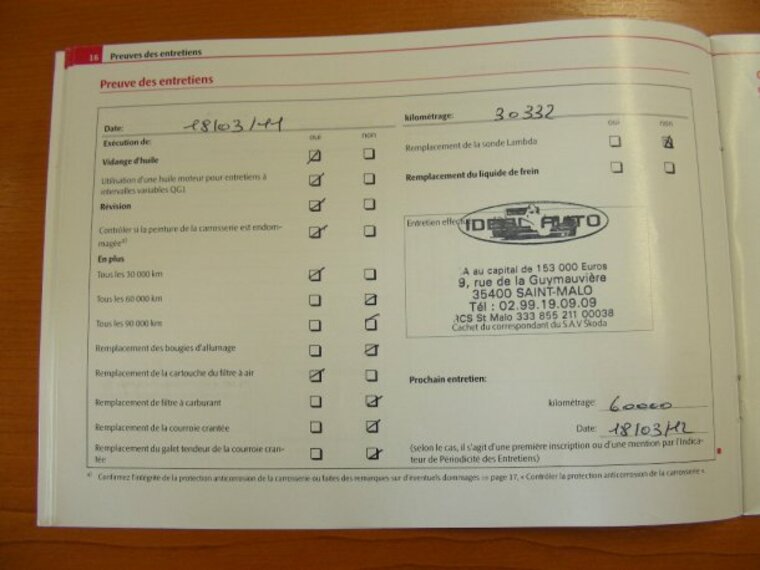 16 Preuves des entretiens
Preuve des entretiens
Date: 18/03/11
Exécution de: oui non
Vidange d'huile
Utilisation d'une huile moteur pour entretiens à
intervalles variables QG1
Révision
Contrôler si la peinture de la carrosserie est endom-
magée a)
En plus
Tous les 30 000 km
Tous les 60 000 km
Tous les 90 000 km
Remplacement des bougies d'allumage
Remplacement de la cartouche du filtre à air
Remplacement de filtre à carburant
Remplacement de la courroie crantée
Remplacement du galet tendeur de la courroie cran-
tée
kilométrage: 30332
oui non
Remplacement de la sonde Lambda
Remplacement du liquide de frein
Entretien effectué
IDEAL AUTO
A au capital de 153 000 Euros
9, rue de la Guymauvière
35400 SAINT-MALO
Tél : 02.99.19.09.09
RCS St Malo 333 855 211 00038
Cachet du correspondant du S.A.V Skoda
Prochain entretien:
kilométrage: 60000
Date: 18/03/12
(selon le cas, il s'agit d'une première inscription ou d'une mention par l'Indica-
teur de Périodicité des Entretiens)
a) Confirmez l'intégrité de la protection anticorrosion de la carrosserie ou faites des remarques sur d'éventuels dommages ⇒ page 17, « Contrôler la protection anticorrosion de la carrosserie ».